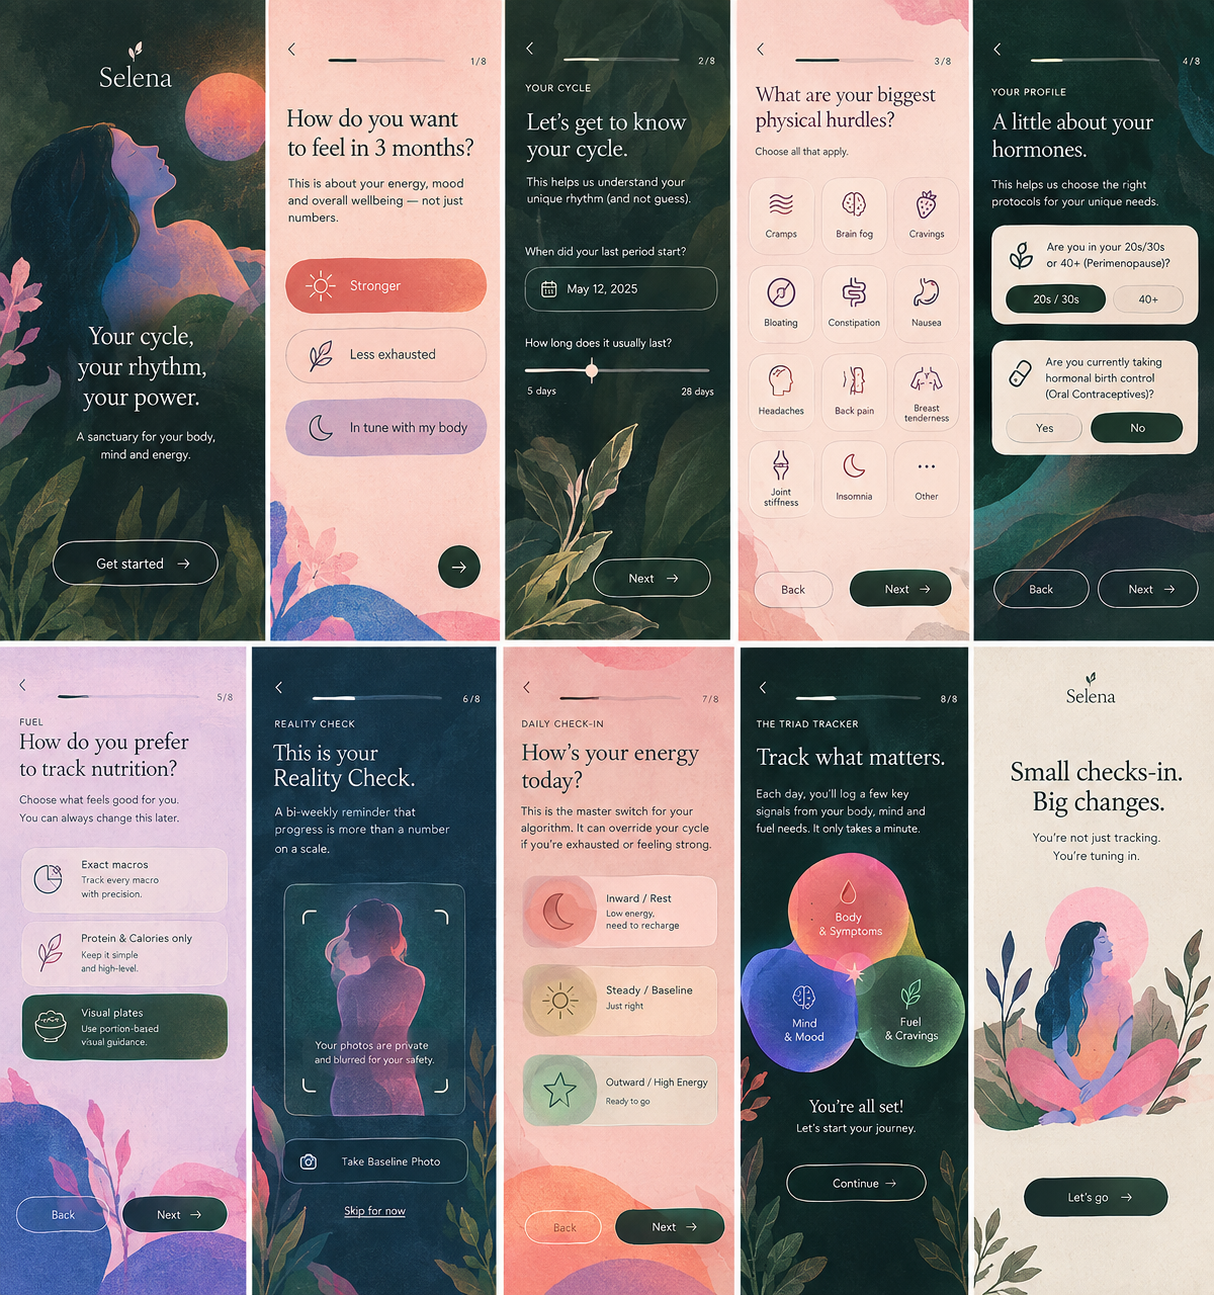 Selena
Your cycle,
your rhythm,
your power.
A sanctuary for your body,
mind and energy.
Get started →
1/8
How do you want
to feel in 3 months?
This is about your energy, mood
and overall wellbeing — not just
numbers.
Stronger
Less exhausted
In tune with my body
→
2/8
YOUR CYCLE
Let's get to know
your cycle.
This helps us understand your
unique rhythm (and not guess).
When did your last period start?
May 12, 2025
How long does it usually last?
5 days
28 days
Next →
3/8
What are your biggest
physical hurdles?
Choose all that apply.
Cramps
Brain fog
Cravings
Bloating
Constipation
Nausea
Headaches
Back pain
Breast
tenderness
Joint
stiffness
Insomnia
Other
Back
Next →
4/8
YOUR PROFILE
A little about your
hormones.
This helps us choose the right
protocols for your unique needs.
Are you in your 20s/30s
or 40+ (Perimenopause)?
20s / 30s
40+
Are you currently taking
hormonal birth control
(Oral Contraceptives)?
Yes
No
Back
Next →
5/8
FUEL
How do you prefer
to track nutrition?
Choose what feels good for you.
You can always change this later.
Exact macros
Track every macro
with precision.
Protein & Calories only
Keep it simple
and high-level.
Visual plates
Use portion-based
visual guidance.
Back
Next →
6/8
REALITY CHECK
This is your
Reality Check.
A bi-weekly reminder that
progress is more than a number
on a scale.
Your photos are private
and blurred for your safety.
Take Baseline Photo
Skip for now
7/8
DAILY CHECK-IN
How's your energy
today?
This is the master switch for your
algorithm. It can override your cycle
if you're exhausted or feeling strong.
Inward / Rest
Low energy,
need to recharge
Steady / Baseline
Just right
Outward / High Energy
Ready to go
Back
Next →
8/8
THE TRIAD TRACKER
Track what matters.
Each day, you'll log a few key
signals from your body, mind and
fuel needs. It only takes a minute.
Body
& Symptoms
Mind
& Mood
Fuel
& Cravings
You're all set!
Let's start your journey.
Continue →
Selena
Small checks-in.
Big changes.
You're not just tracking.
You're tuning in.
Let's go →